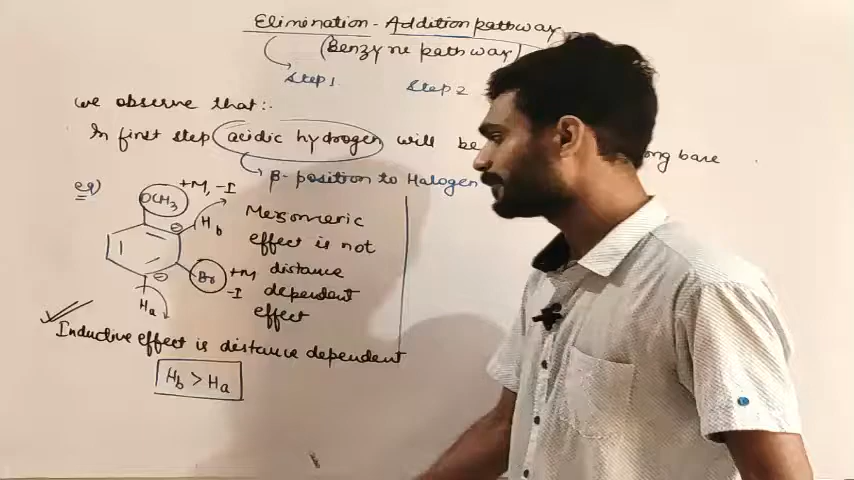 Elimination - Addition pathway
(Benzyne pathway)
Step 1
Step 2
we observe that:-
In first step acidic hydrogen will be
ong base
β- position to Halogen
eg)
+M, -I
OCH3
Hb
Br
+M
-I
Ha
Mesomeric
effect is not
distance
dependent
effect
Inductive effect is distance dependent
Hb > Ha